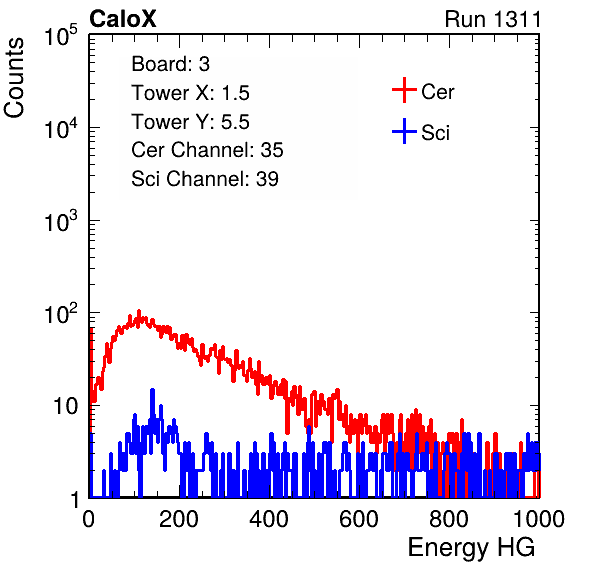 CaloX Run 1311
Board: 3
Tower X: 1.5
Tower Y: 5.5
Cer Channel: 35
Sci Channel: 39
Cer
Sci
Counts
10^5
10^4
10^3
10^2
10
1
0 200 400 600 800 1000
Energy HG